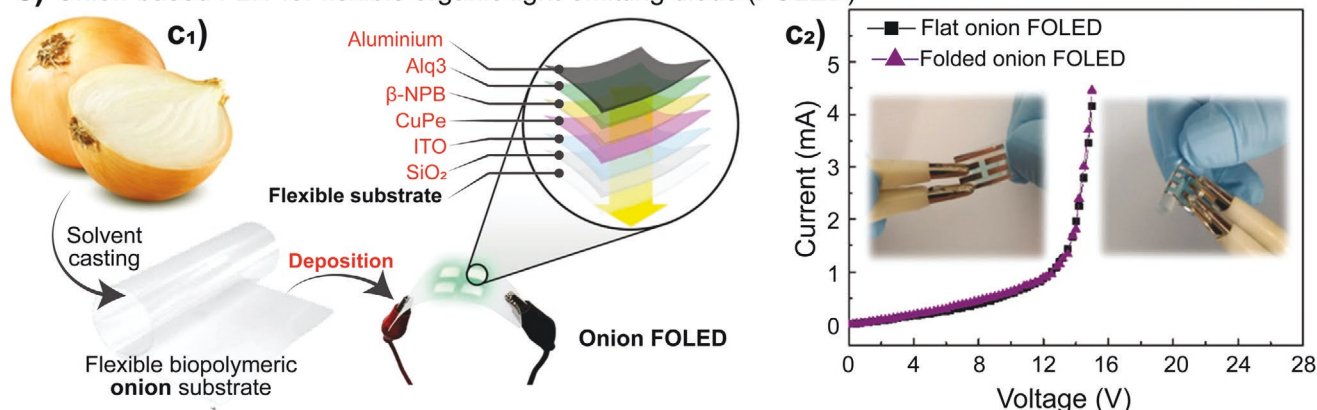 c₁)
Aluminium
Alq3
β-NPB
CuPe
ITO
SiO₂
Flexible substrate
Solvent
casting
Deposition
Flexible biopolymeric
onion substrate
Onion FOLED
c₂)
Flat onion FOLED
Folded onion FOLED
Current (mA)
5
4
3
2
1
0
0 4 8 12 16 20 24 28
Voltage (V)